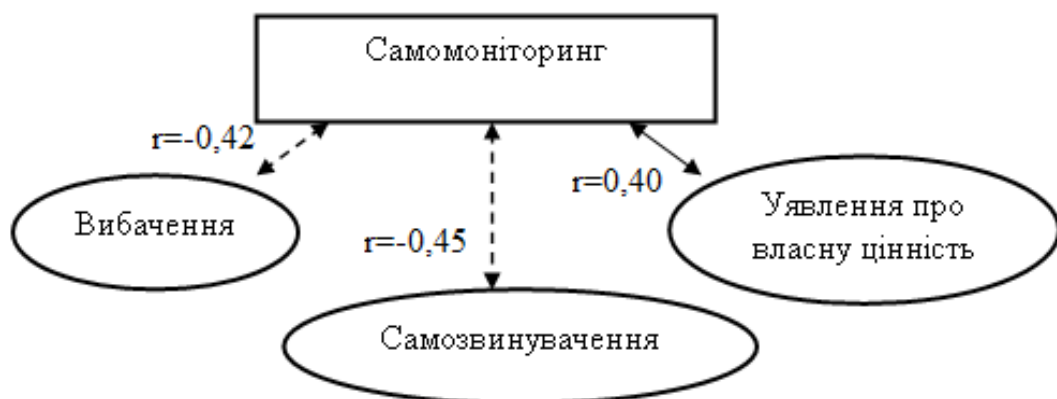 Самомоніторинг
r=-0,42
r=0,40
Вибачення
Уявлення про
власну цінність
r=-0,45
Самозвинувачення